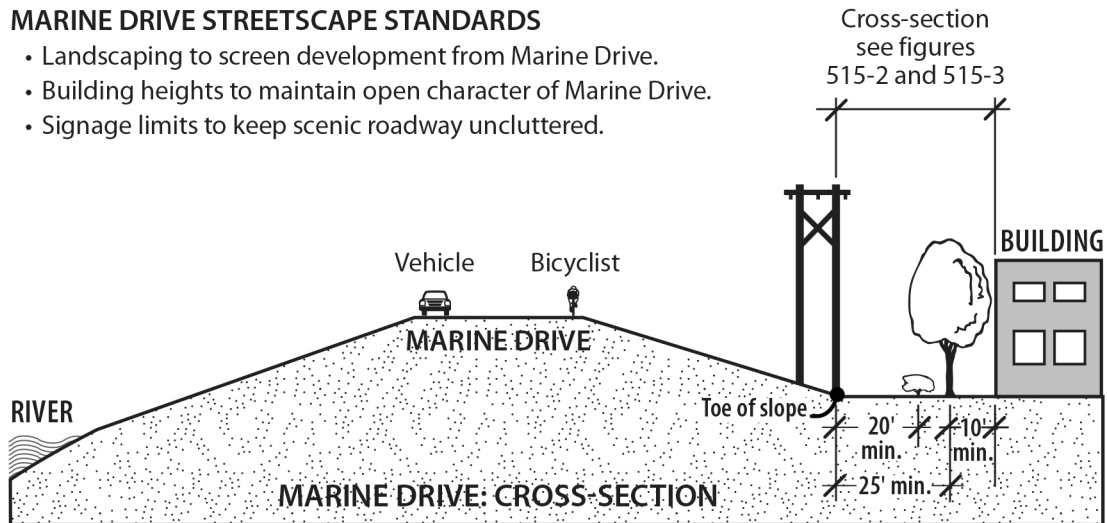 MARINE DRIVE STREETSCAPE STANDARDS
• Landscaping to screen development from Marine Drive.
• Building heights to maintain open character of Marine Drive.
• Signage limits to keep scenic roadway uncluttered.
Cross-section
see figures
515-2 and 515-3
BUILDING
Vehicle
Bicyclist
MARINE DRIVE
RIVER
Toe of slope
20'
min.
10'
min.
25' min.
MARINE DRIVE: CROSS-SECTION